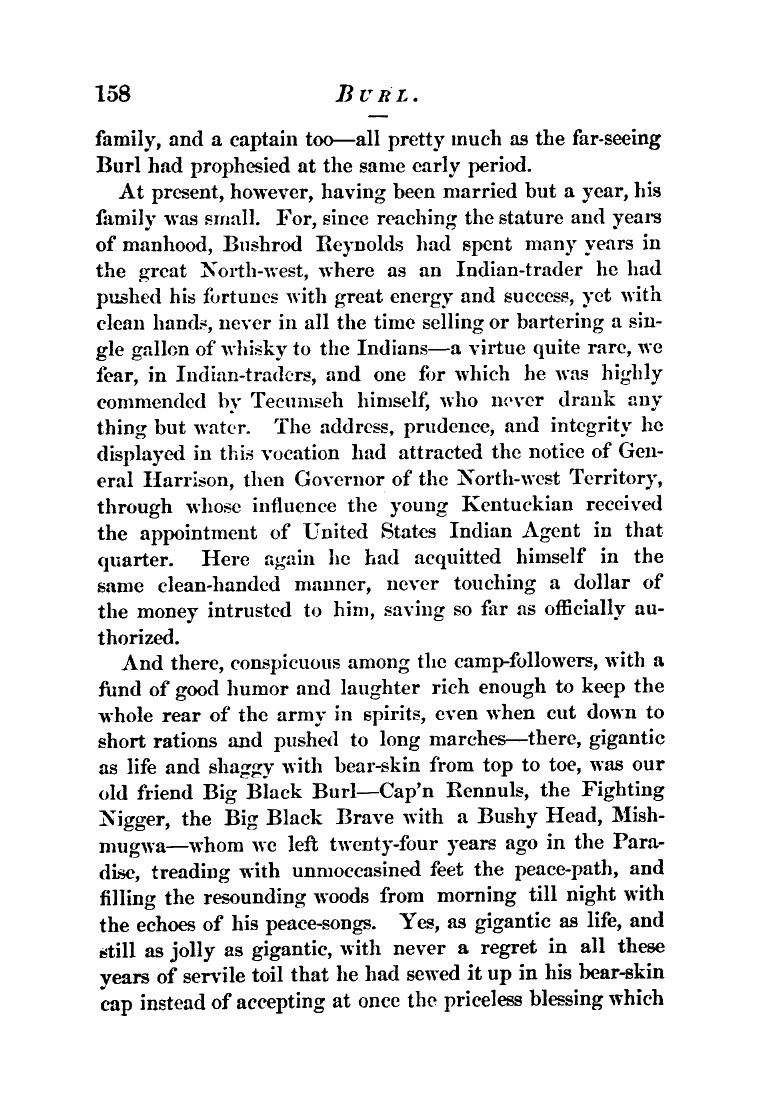 158 BURL.
family, and a captain too—all pretty much as the far-seeing
Burl had prophesied at the same early period.
At present, however, having been married but a year, his
family was small. For, since reaching the stature and years
of manhood, Bushrod Reynolds had spent many years in
the great North-west, where as an Indian-trader he had
pushed his fortunes with great energy and success, yet with
clean hands, never in all the time selling or bartering a sin-
gle gallon of whisky to the Indians—a virtue quite rare, we
fear, in Indian-traders, and one for which he was highly
commended by Tecumseh himself, who never drank any
thing but water. The address, prudence, and integrity he
displayed in this vocation had attracted the notice of Gen-
eral Harrison, then Governor of the North-west Territory,
through whose influence the young Kentuckian received
the appointment of United States Indian Agent in that
quarter. Here again he had acquitted himself in the
same clean-handed manner, never touching a dollar of
the money intrusted to him, saving so far as officially au-
thorized.
And there, conspicuous among the camp-followers, with a
fund of good humor and laughter rich enough to keep the
whole rear of the army in spirits, even when cut down to
short rations and pushed to long marches—there, gigantic
as life and shaggy with bear-skin from top to toe, was our
old friend Big Black Burl—Cap'n Rennuls, the Fighting
Nigger, the Big Black Brave with a Bushy Head, Mish-
mugwa—whom we left twenty-four years ago in the Para-
dise, treading with unmoccasined feet the peace-path, and
filling the resounding woods from morning till night with
the echoes of his peace-songs. Yes, as gigantic as life, and
still as jolly as gigantic, with never a regret in all these
years of servile toil that he had sewed it up in his bear-skin
cap instead of accepting at once the priceless blessing which